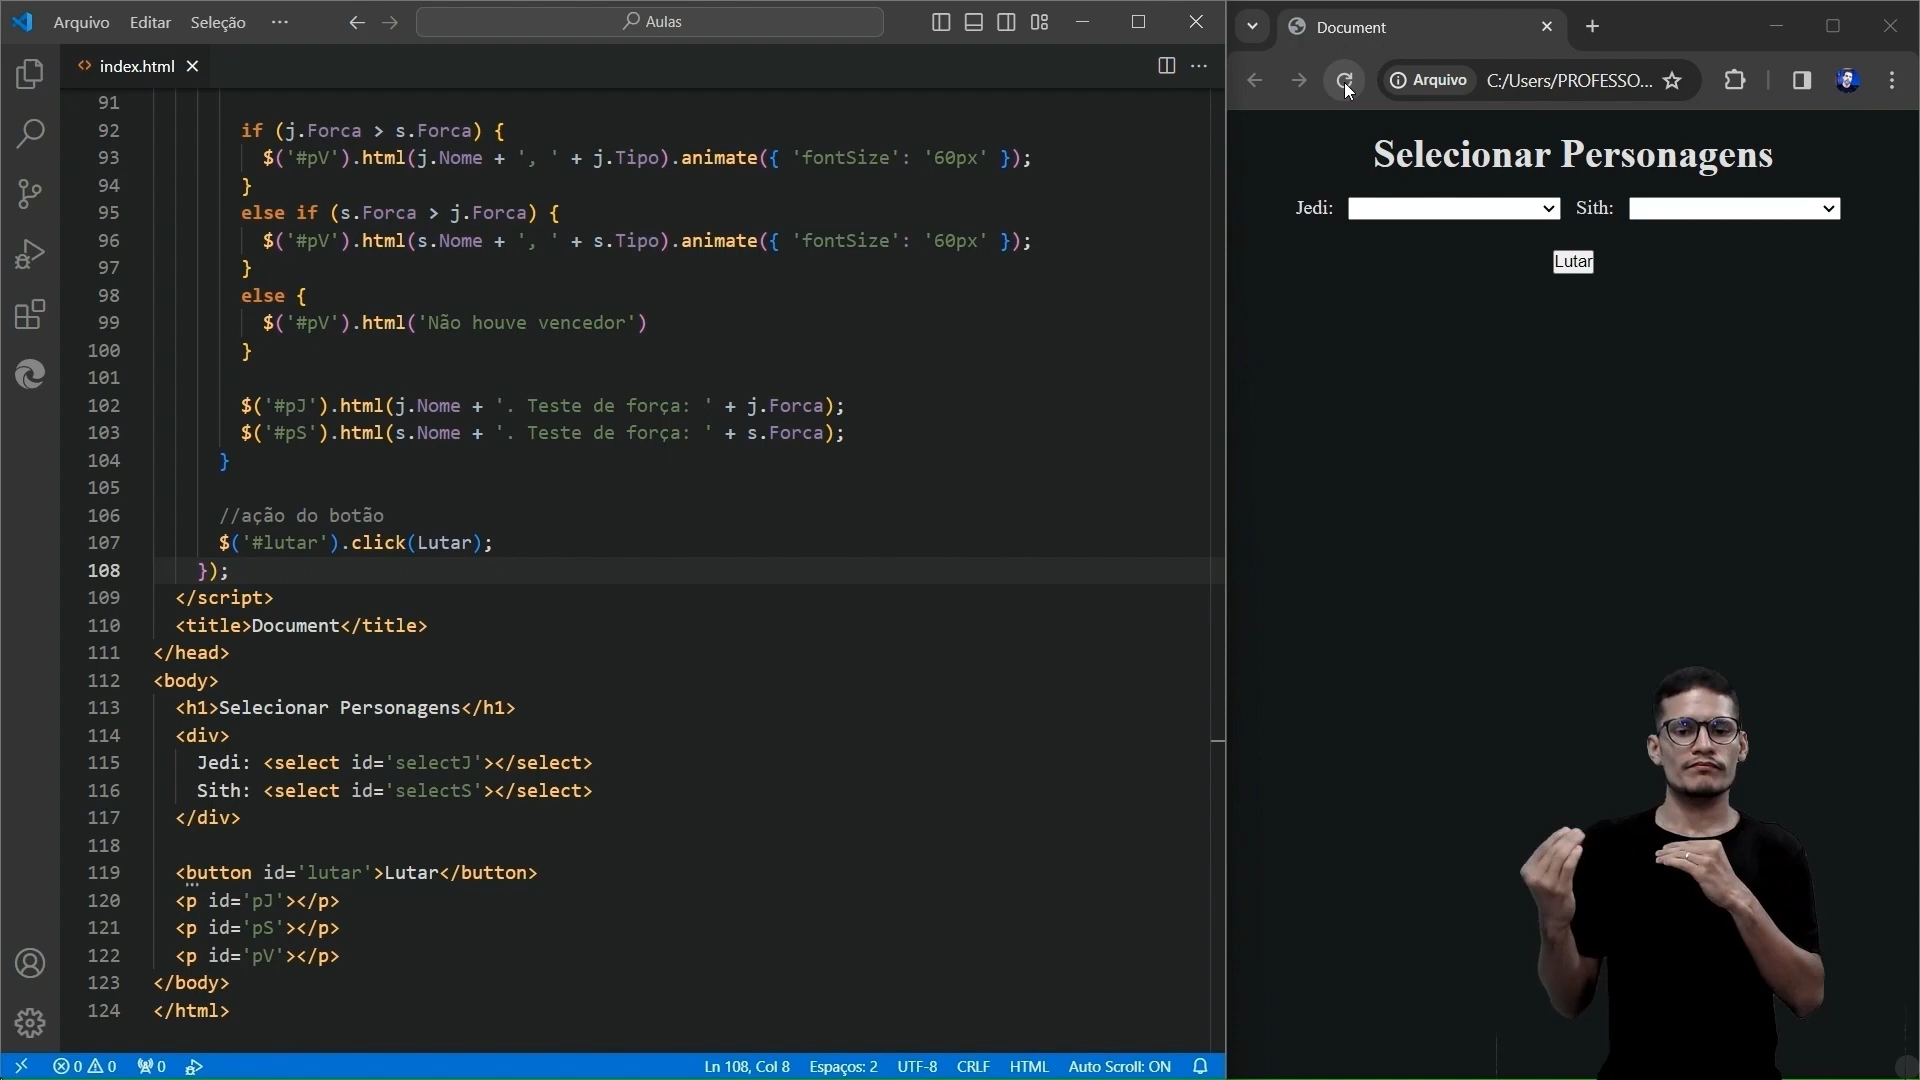 Arquivo Editar Seleção ··· Aulas
index.html
91
92 if (j.Forca > s.Forca) {
93 $('#pV').html(j.Nome + ', ' + j.Tipo).animate({ 'fontSize': '60px' });
94 }
95 else if (s.Forca > j.Forca) {
96 $('#pV').html(s.Nome + ', ' + s.Tipo).animate({ 'fontSize': '60px' });
97 }
98 else {
99 $('#pV').html('Não houve vencedor')
100 }
101
102 $('#pJ').html(j.Nome + '. Teste de força: ' + j.Forca);
103 $('#pS').html(s.Nome + '. Teste de força: ' + s.Forca);
104 }
105
106 //ação do botão
107 $('#lutar').click(Lutar);
108 });
109 </script>
110 <title>Document</title>
111 </head>
112 <body>
113 <h1>Selecionar Personagens</h1>
114 <div>
115 Jedi: <select id='selectJ'></select>
116 Sith: <select id='selectS'></select>
117 </div>
118
119 <button id='lutar'>Lutar</button>
120 <p id='pJ'></p>
121 <p id='pS'></p>
122 <p id='pV'></p>
123 </body>
124 </html>
0 0 0 Ln 108, Col 8 Espaços: 2 UTF-8 CRLF HTML Auto Scroll: ON
Document
Arquivo C:/Users/PROFESSO...
Selecionar Personagens
Jedi: Sith:
Lutar